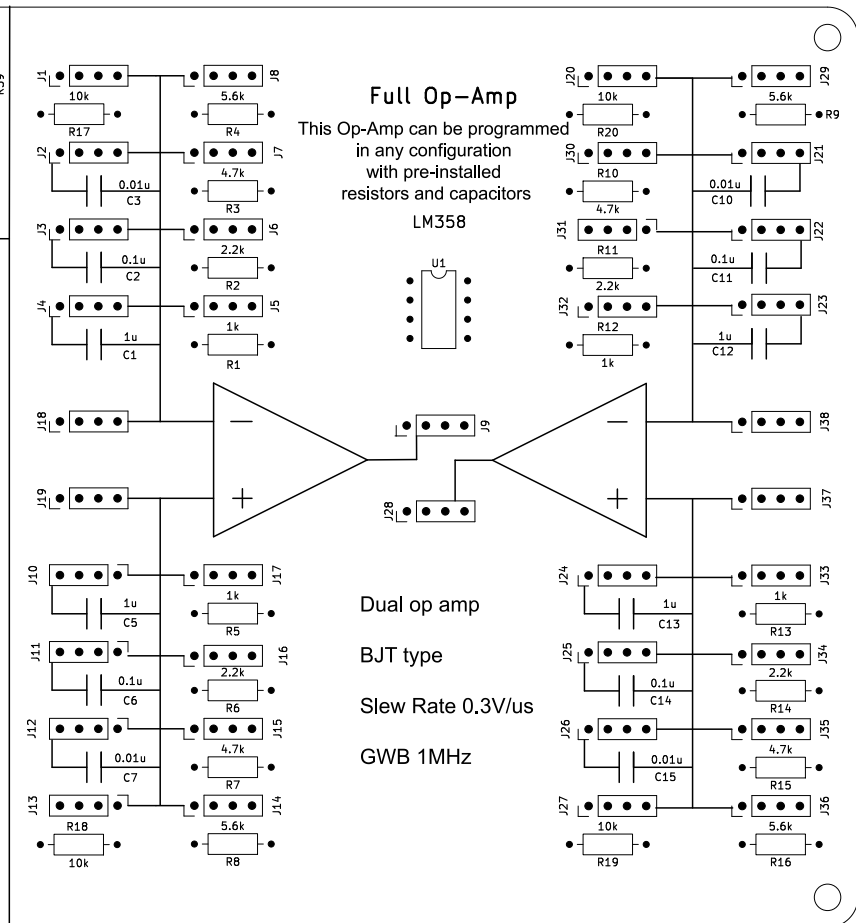 R39
J1
J8
10k
5.6k
R17
R4
J2
J7
0.01u
C3
4.7k
R3
J3
J6
0.1u
C2
2.2k
R2
J4
J5
1u
C1
1k
R1
Full Op-Amp
This Op-Amp can be programmed
in any configuration
with pre-installed
resistors and capacitors
LM358
U1
J20
J29
10k
5.6k
R20
R9
J30
J21
R10
0.01u
C10
4.7k
J31
J22
R11
0.1u
C11
2.2k
J32
J23
R12
1u
C12
1k
J18
−
J9
−
J38
J19
+
J28
+
J37
J10
J17
1u
C5
1k
R5
J11
J16
0.1u
C6
2.2k
R6
J12
J15
0.01u
C7
4.7k
R7
J13
J14
R18
5.6k
10k
R8
Dual op amp
BJT type
Slew Rate 0.3V/us
GWB 1MHz
J24
J33
1u
C13
1k
R13
J25
J34
0.1u
C14
2.2k
R14
J26
J35
0.01u
C15
4.7k
R15
J27
J36
10k
5.6k
R19
R16